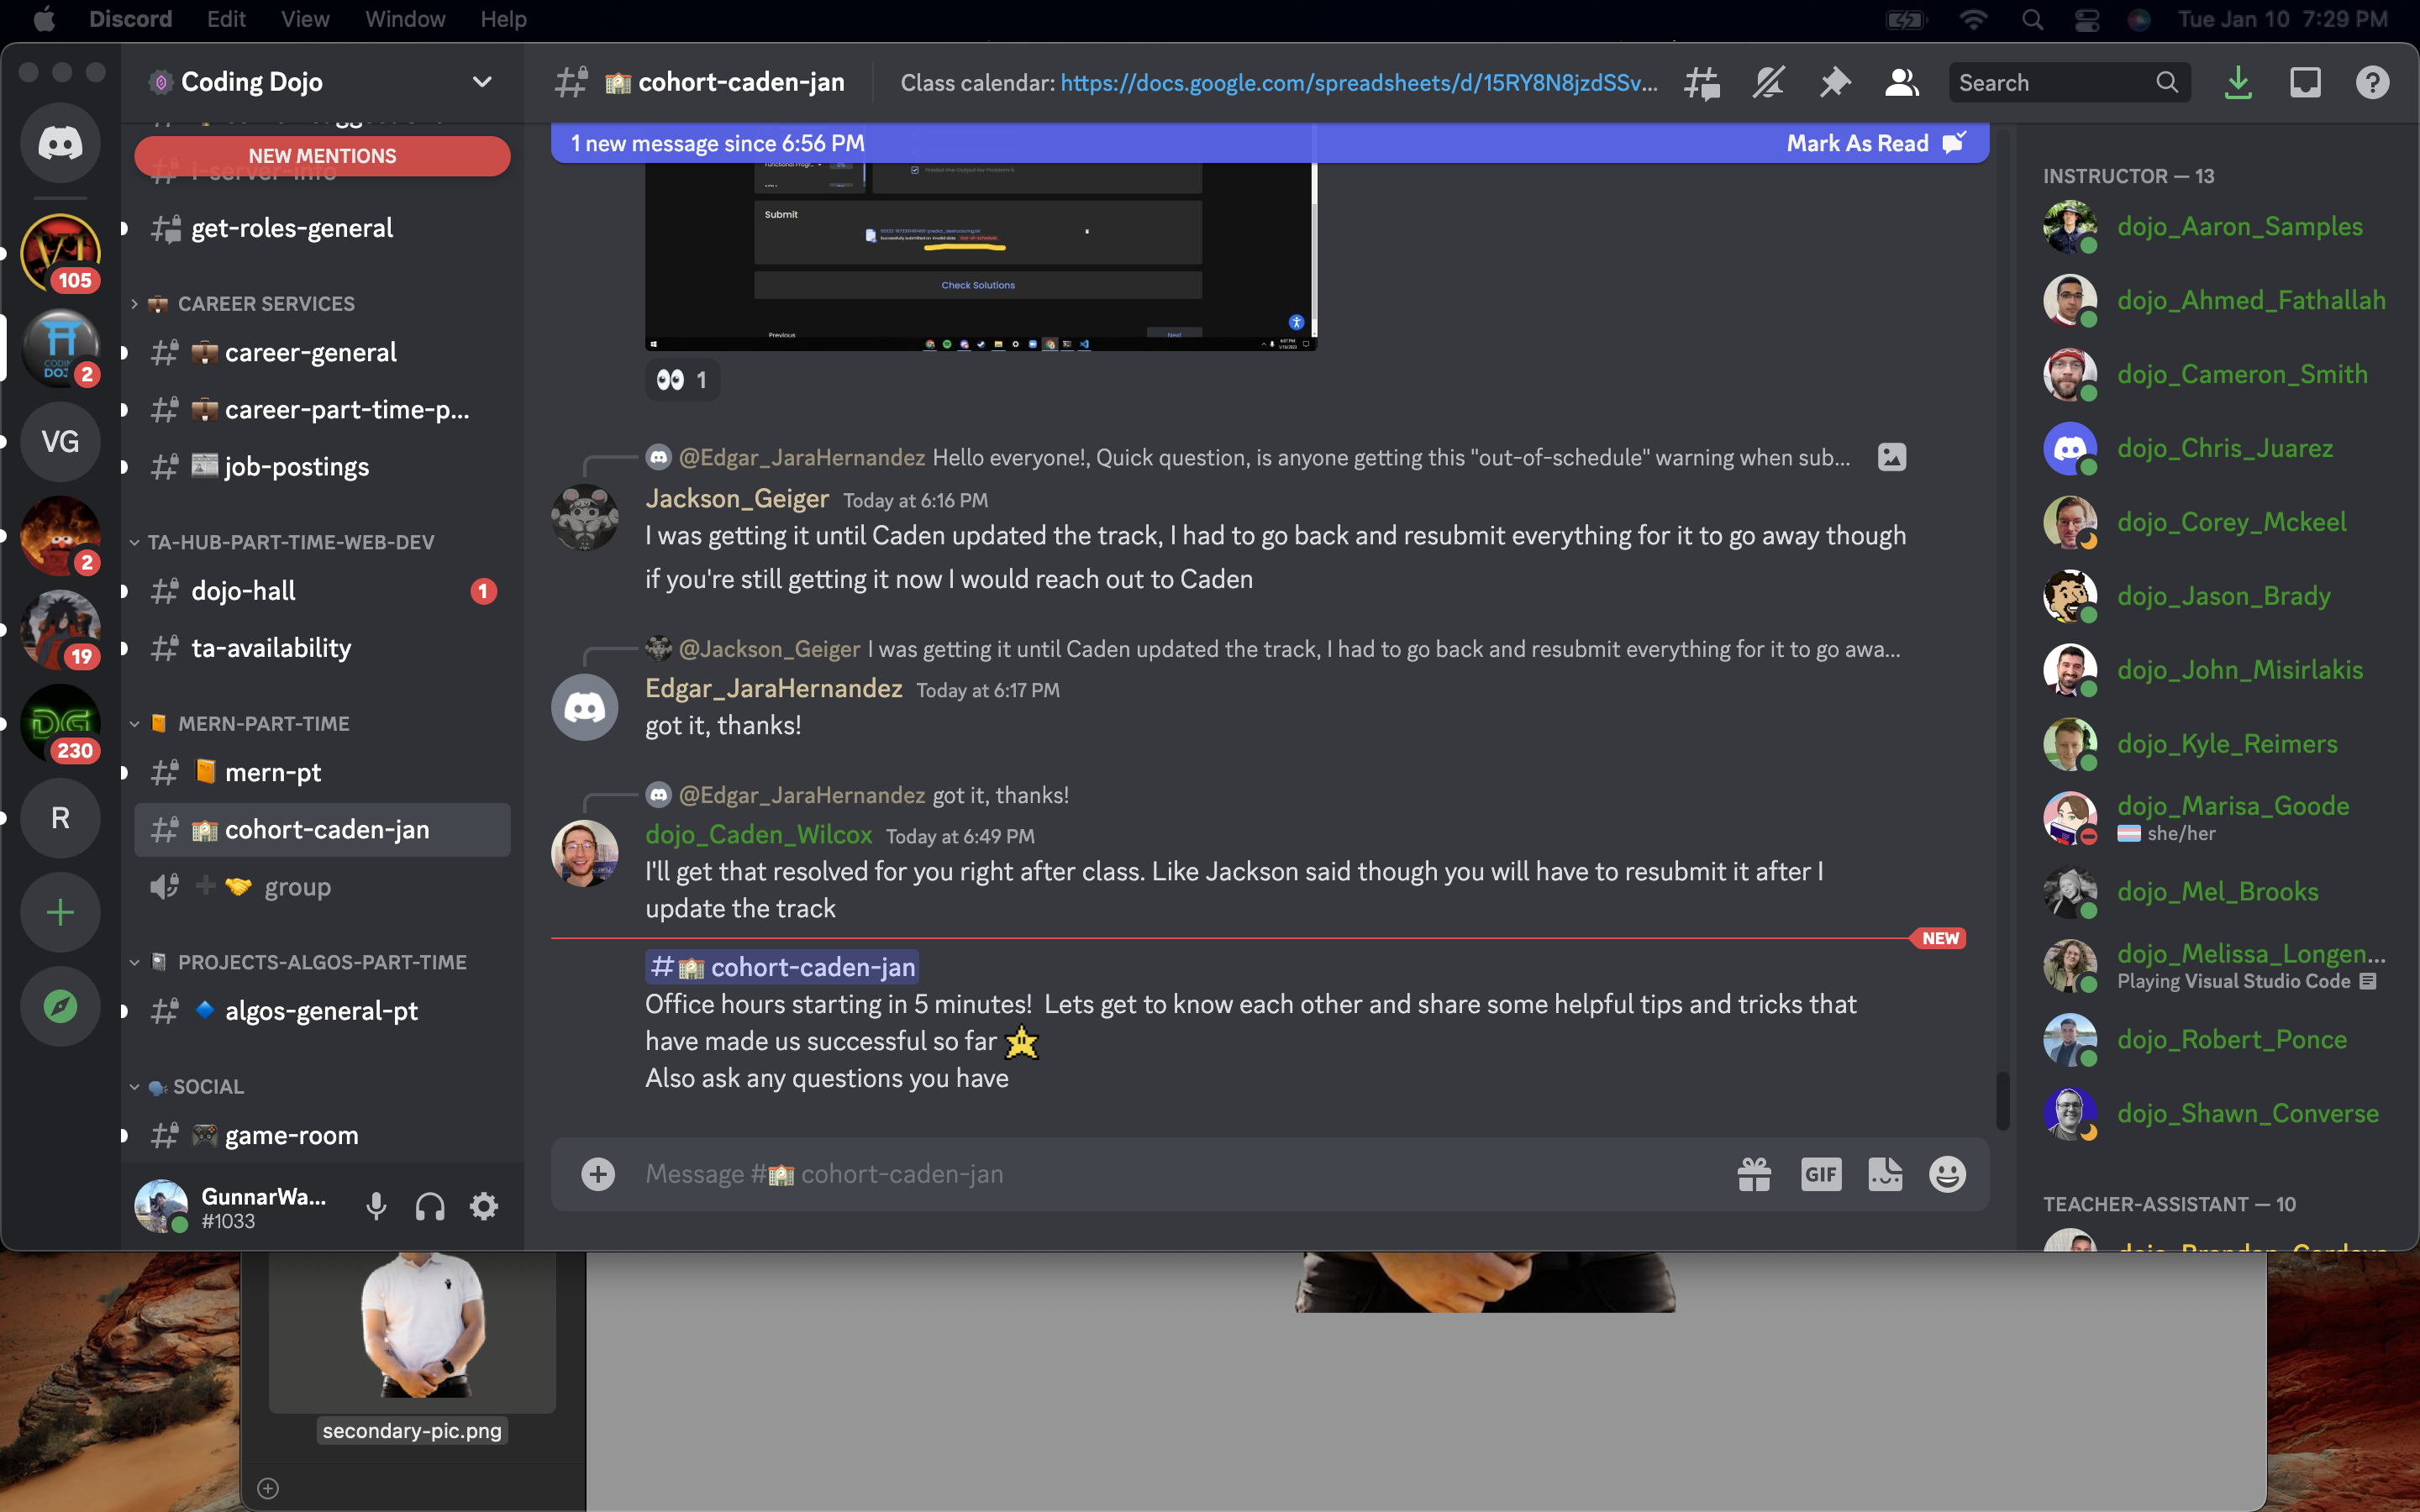 Discord Edit View Window Help
Tue Jan 10 7:29 PM
Coding Dojo
NEW MENTIONS
i-server-info
get-roles-general
CAREER SERVICES
career-general
career-part-time-p...
job-postings
TA-HUB-PART-TIME-WEB-DEV
dojo-hall
1
ta-availability
MERN-PART-TIME
mern-pt
cohort-caden-jan
group
PROJECTS-ALGOS-PART-TIME
algos-general-pt
SOCIAL
game-room
GunnarWa...
#1033
VI
105
CODING
DOJO
2
VG
2
19
DG
230
R
cohort-caden-jan
Class calendar: https://docs.google.com/spreadsheets/d/15RY8N8jzdSSv...
Search
1 new message since 6:56 PM
Mark As Read
Submit
Check Solutions
Previous
Next
1
@Edgar_JaraHernandez Hello everyone!, Quick question, is anyone getting this "out-of-schedule" warning when sub...
Jackson_Geiger Today at 6:16 PM
I was getting it until Caden updated the track, I had to go back and resubmit everything for it to go away though
if you're still getting it now I would reach out to Caden
@Jackson_Geiger I was getting it until Caden updated the track, I had to go back and resubmit everything for it to go awa...
Edgar_JaraHernandez Today at 6:17 PM
got it, thanks!
@Edgar_JaraHernandez got it, thanks!
dojo_Caden_Wilcox Today at 6:49 PM
I'll get that resolved for you right after class. Like Jackson said though you will have to resubmit it after I
update the track
NEW
# cohort-caden-jan
Office hours starting in 5 minutes! Lets get to know each other and share some helpful tips and tricks that
have made us successful so far
Also ask any questions you have
Message # cohort-caden-jan
GIF
INSTRUCTOR — 13
dojo_Aaron_Samples
dojo_Ahmed_Fathallah
dojo_Cameron_Smith
dojo_Chris_Juarez
dojo_Corey_Mckeel
dojo_Jason_Brady
dojo_John_Misirlakis
dojo_Kyle_Reimers
dojo_Marisa_Goode
she/her
dojo_Mel_Brooks
dojo_Melissa_Longen...
Playing Visual Studio Code
dojo_Robert_Ponce
dojo_Shawn_Converse
TEACHER-ASSISTANT — 10
secondary-pic.png